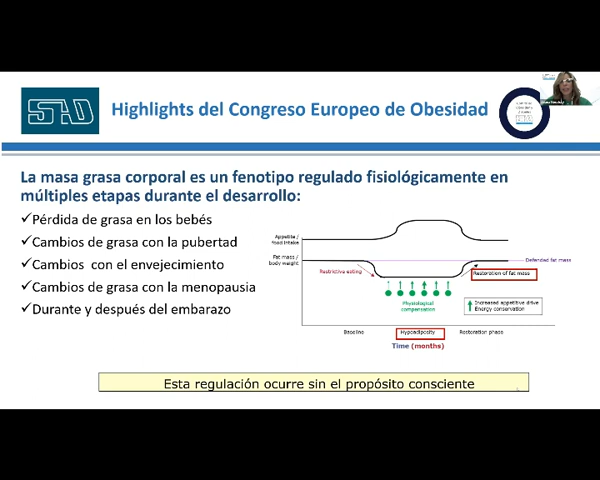 SAD
Highlights del Congreso Europeo de Obesidad
La masa grasa corporal es un fenotipo regulado fisiológicamente en
múltiples etapas durante el desarrollo:
✓Pérdida de grasa en los bebés
✓Cambios de grasa con la pubertad
✓Cambios con el envejecimiento
✓Cambios de grasa con la menopausia
✓Durante y después del embarazo
Appetite /
food intake
Fat mass /
body weight
Defended fat mass
Restrictive eating
Restoration of fat mass
Physiological
compensation
Increased appetitive drive
Energy conservation
Baseline
Hypoadiposity
Restoration phase
Time (months)
Esta regulación ocurre sin el propósito consciente